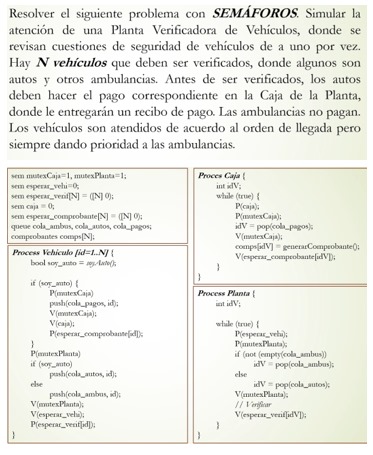 Resolver el siguiente problema con SEMÁFOROS. Simular la
atención de una Planta Verificadora de Vehículos, donde se
revisan cuestiones de seguridad de vehículos de a uno por vez.
Hay N vehículos que deben ser verificados, donde algunos son
autos y otros ambulancias. Antes de ser verificados, los autos
deben hacer el pago correspondiente en la Caja de la Planta,
donde le entregarán un recibo de pago. Las ambulancias no pagan.
Los vehículos son atendidos de acuerdo al orden de llegada pero
siempre dando prioridad a las ambulancias.
sem mutexCaja=1, mutexPlanta=1;
sem esperar_vehi=0;
sem esperar_verif[N] = ([N] 0);
sem caja = 0;
sem esperar_comprobante[N] = ([N] 0);
queue cola_ambus, cola_autos, cola_pagos;
comprobantes comps[N];
Process Vehiculo [id=1..N] {
bool soy_auto = soyAuto();
if (soy_auto) {
P(mutexCaja)
push(cola_pagos, id);
V(mutexCaja);
V(caja);
P(esperar_comprobante[id]);
}
P(mutexPlanta)
if (soy_auto)
push(cola_autos, id);
else
push(cola_ambus, id);
V(mutexPlanta);
V(esperar_vehi);
P(esperar_verif[id]);
}
Proces Caja {
int idV;
while (true) {
P(caja);
P(mutexCaja);
idV = pop(cola_pagos);
V(mutexCaja);
comps[idV] = generarComprobante();
V(esperar_comprobante[idV]);
}
}
Process Planta {
int idV;
while (true) {
P(esperar_vehi);
P(mutexPlanta);
if (not (empty(cola_ambus))
idV = pop(cola_ambus);
else
idV = pop(cola_autos);
V(mutexPlanta);
// Verificar
V(esperar_verif[idV]);
}
}